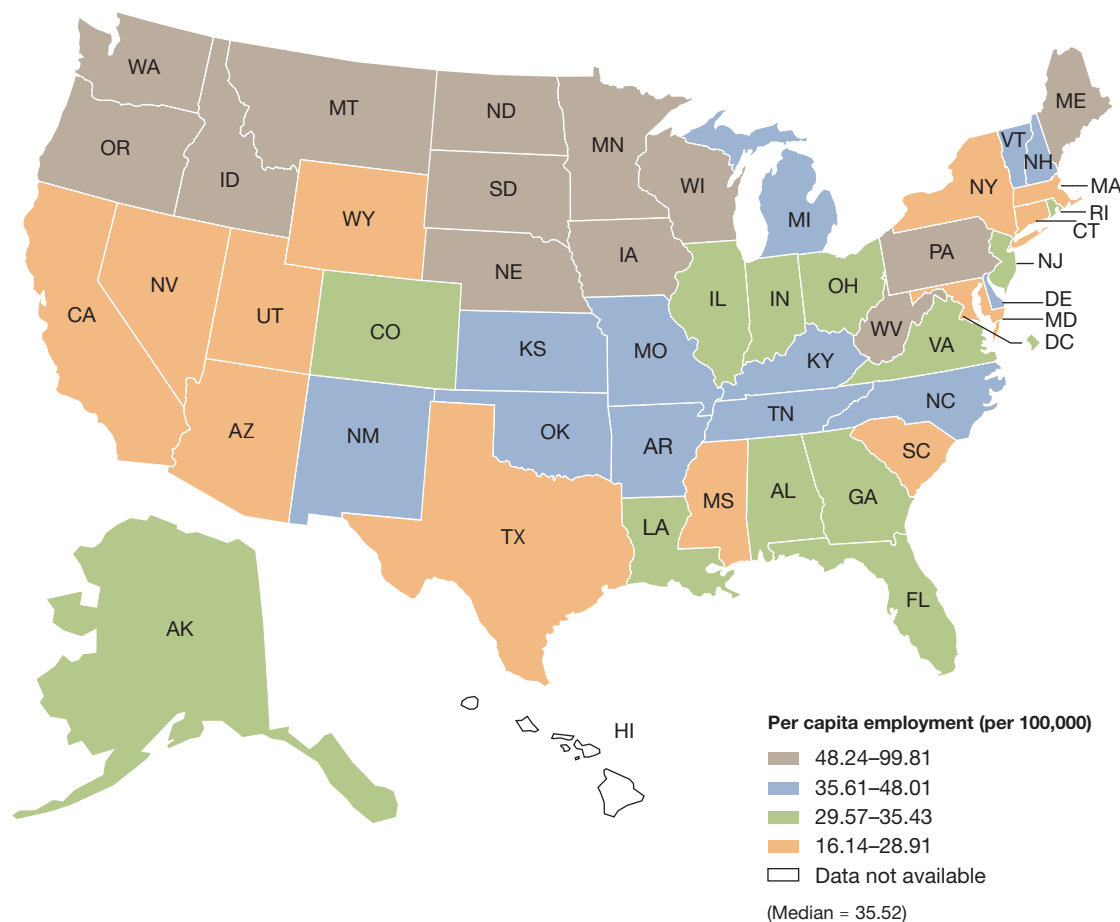 WA
MT
ND
MN
ME
OR
ID
SD
WI
VT
NH
NY
MA
RI
CT
WY
MI
NE
IA
PA
NJ
NV
IL
IN
OH
DE
MD
DC
CA
UT
CO
KS
MO
KY
WV
VA
AZ
NM
OK
AR
TN
NC
SC
MS
AL
GA
TX
LA
FL
AK
HI
Per capita employment (per 100,000)
48.24–99.81
35.61–48.01
29.57–35.43
16.14–28.91
Data not available
(Median = 35.52)